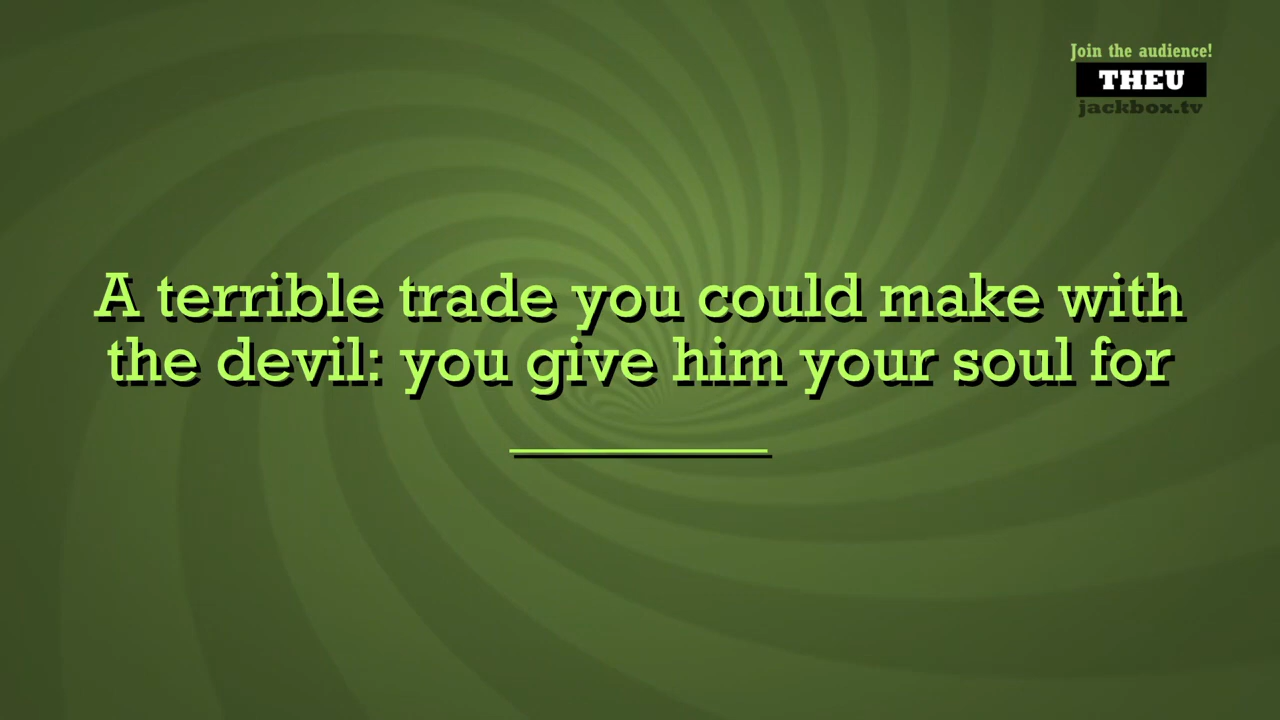 Join the audience!
THEU
jackbox.tv
A terrible trade you could make with
the devil: you give him your soul for
__________